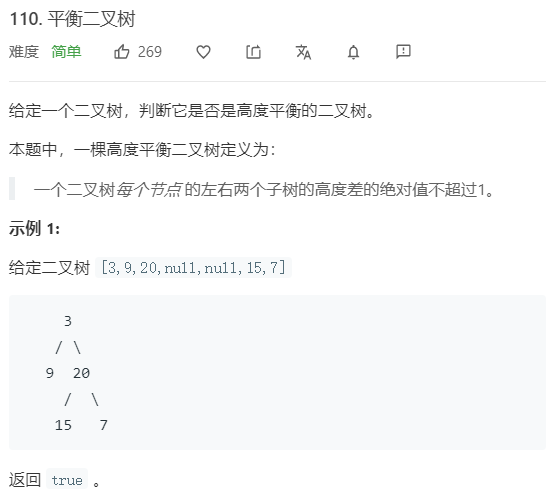 110. 平衡二叉树
难度 简单 269
给定一个二叉树，判断它是否是高度平衡的二叉树。
本题中，一棵高度平衡二叉树定义为：
一个二叉树每个节点 的左右两个子树的高度差的绝对值不超过1。
示例 1:
给定二叉树 [3,9,20,null,null,15,7]
3
/ \
9 20
/ \
15 7
返回 true 。